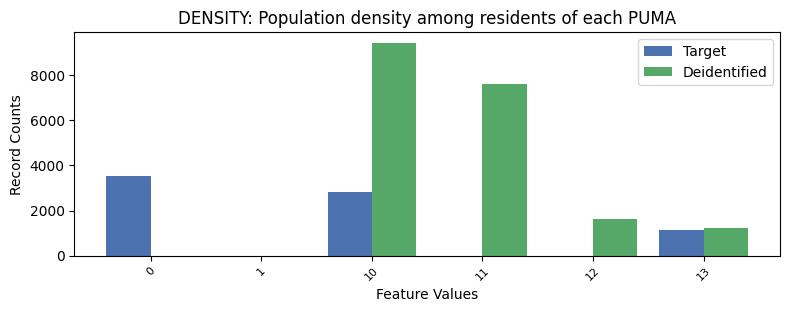 DENSITY: Population density among residents of each PUMA
Target
Deidentified
Record Counts
8000
6000
4000
2000
0
0 1 10 11 12 13
Feature Values